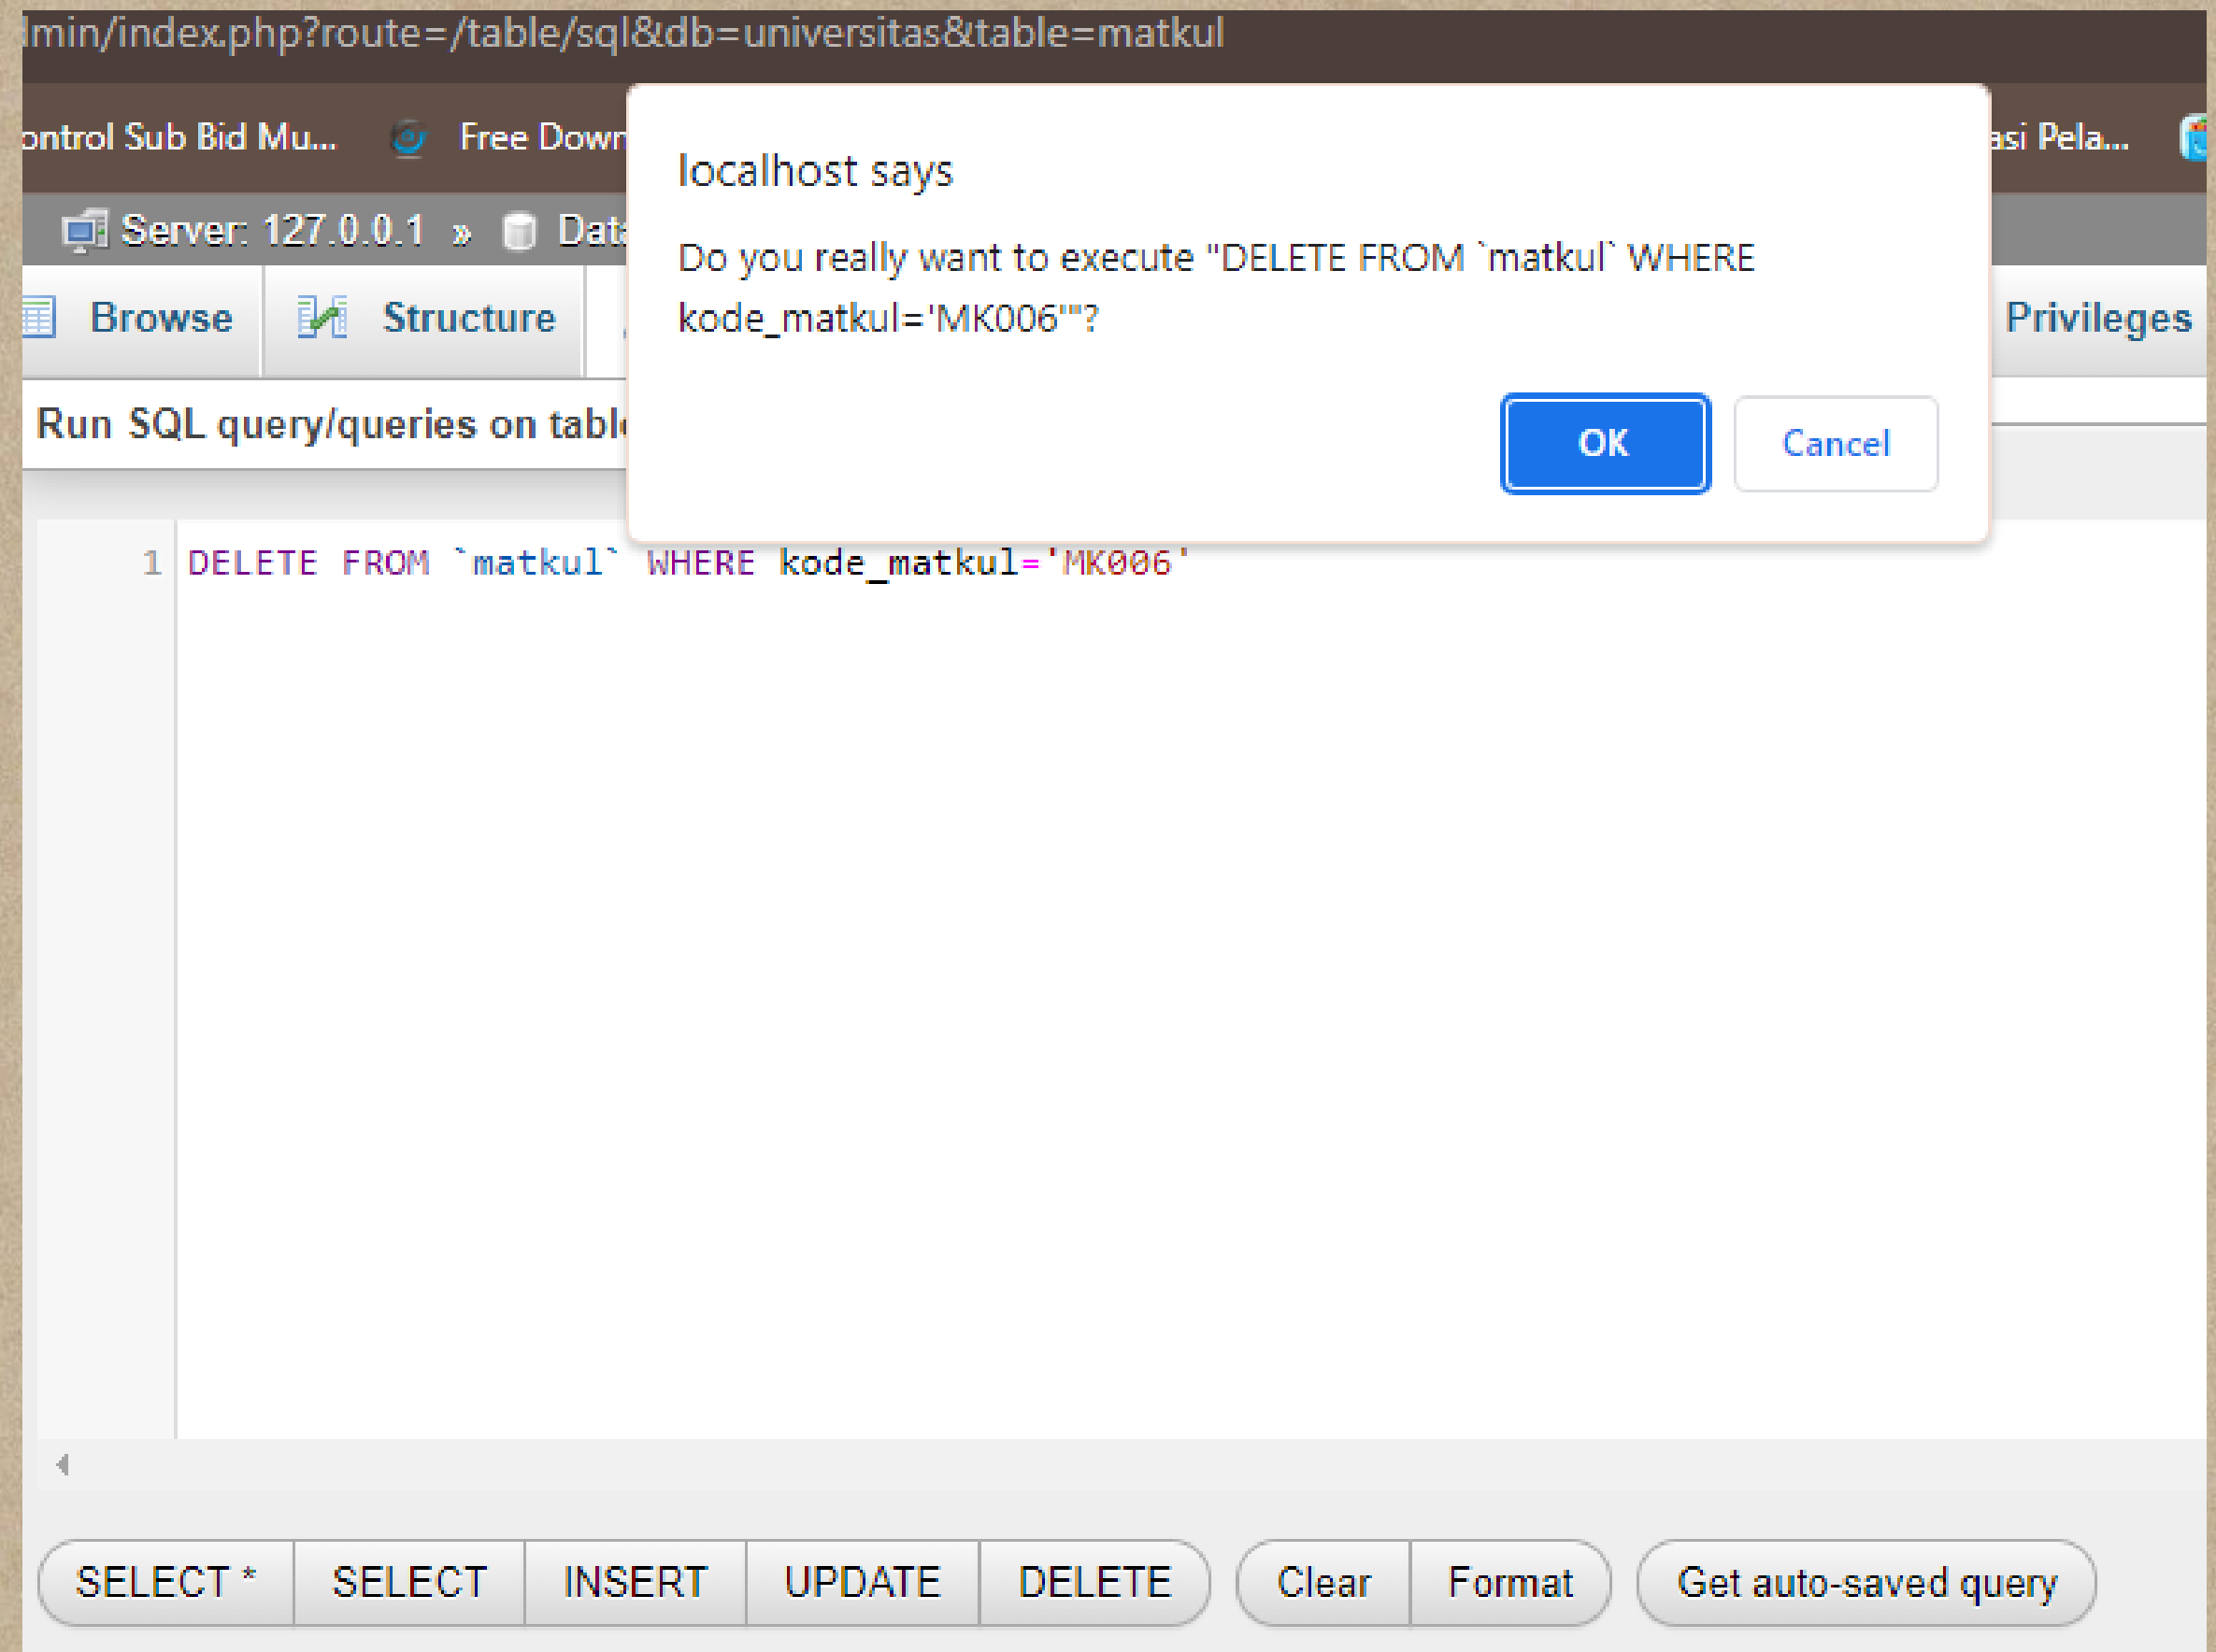 min/index.php?route=/table/sql&db=universitas&table=matkul
ontrol Sub Bid Mu... Free Down asi Pela...
localhost says
Server: 127.0.0.1 » Data
Do you really want to execute "DELETE FROM `matkul` WHERE
kode_matkul='MK006'"?
Browse Structure Privileges
OK Cancel
Run SQL query/queries on table
1 DELETE FROM `matkul` WHERE kode_matkul='MK006'
SELECT * SELECT INSERT UPDATE DELETE Clear Format Get auto-saved query